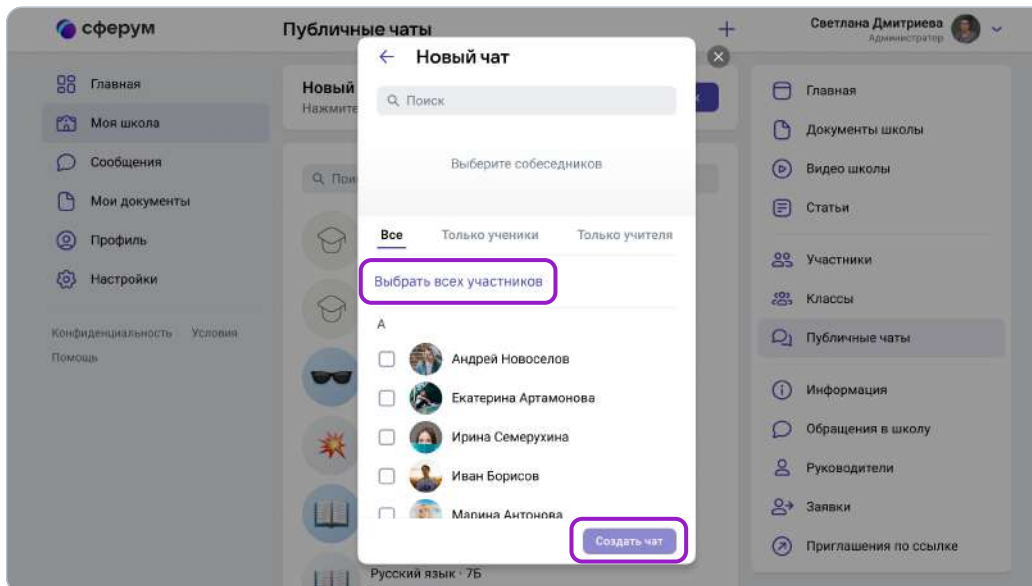 сферум
Публичные чаты
Светлана Дмитриева
Администратор
Главная
Моя школа
Сообщения
Мои документы
Профиль
Настройки
Конфиденциальность Условия
Помощь
Новый
Нажмите
Пои
Новый чат
Поиск
Выберите собеседников
Все Только ученики Только учителя
Выбрать всех участников
А
Андрей Новоселов
Екатерина Артамонова
Ирина Семерухина
Иван Борисов
Марина Антонова
Создать чат
Русский язык · 7Б
Главная
Документы школы
Видео школы
Статьи
Участники
Классы
Публичные чаты
Информация
Обращения в школу
Руководители
Заявки
Приглашения по ссылке